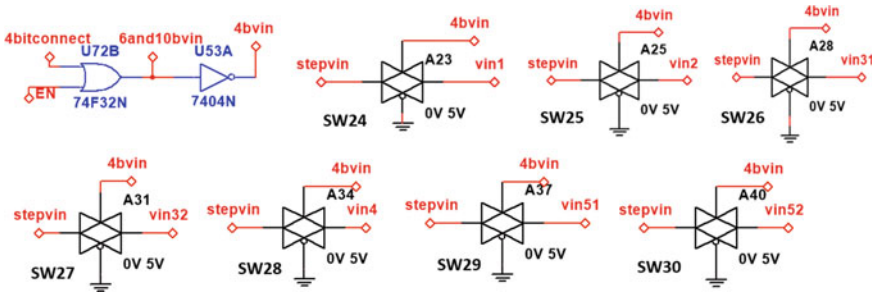 4bitconnect
U72B
6and10bvin
U53A
4bvin
EN
74F32N
7404N
4bvin
A23
stepvin
vin1
0V 5V
SW24
4bvin
A25
stepvin
vin2
0V 5V
SW25
4bvin
A28
stepvin
vin31
0V 5V
SW26
4bvin
A31
stepvin
vin32
0V 5V
SW27
4bvin
A34
stepvin
vin4
0V 5V
SW28
4bvin
A37
stepvin
vin51
0V 5V
SW29
4bvin
A40
stepvin
vin52
0V 5V
SW30